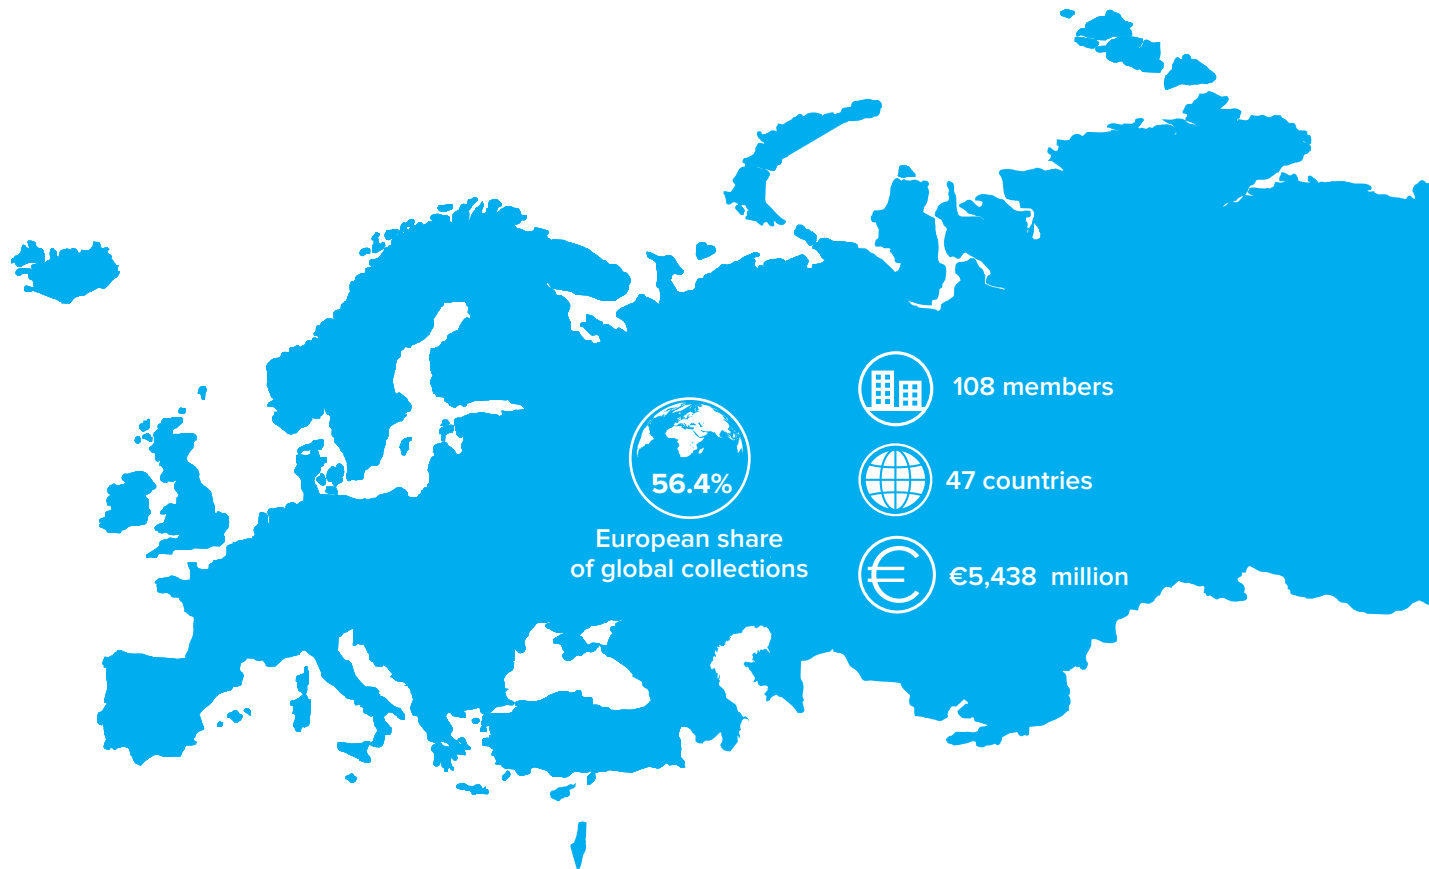 56.4%
European share
of global collections
108 members
47 countries
€5,438 million